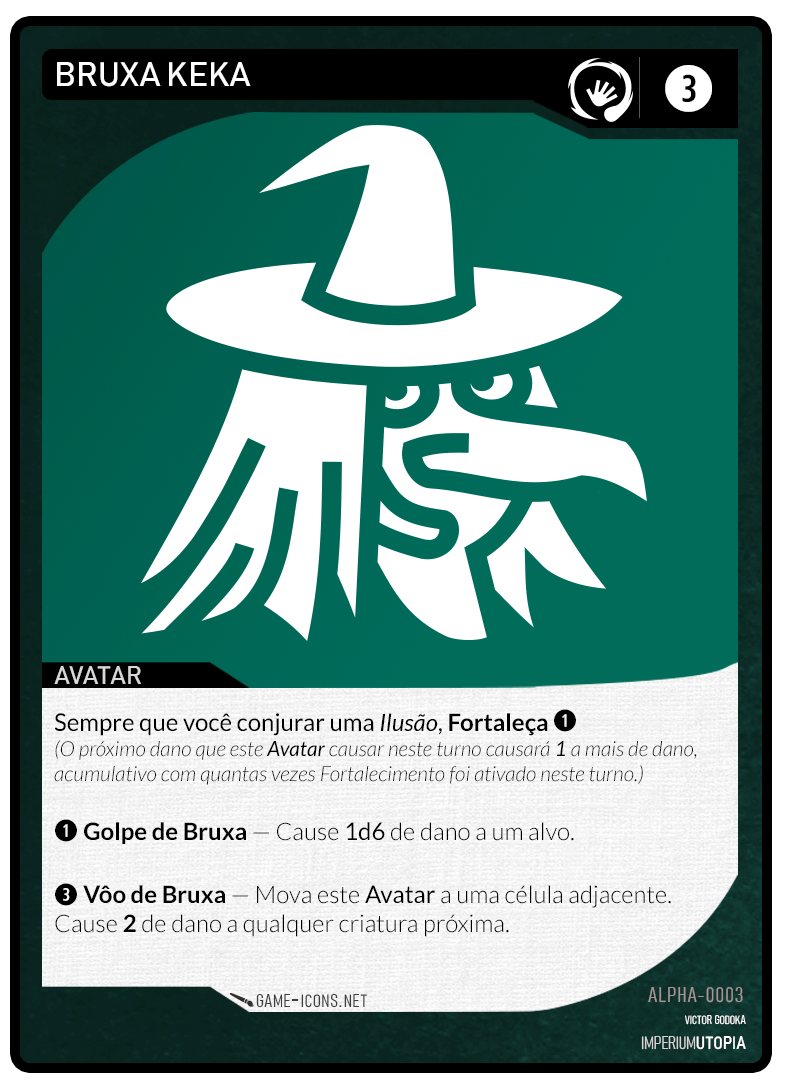 BRUXA KEKA
3
AVATAR
Sempre que você conjurar uma Ilusão, Fortaleça 1
(O próximo dano que este Avatar causar neste turno causará 1 a mais de dano,
acumulativo com quantas vezes Fortalecimento foi ativado neste turno.)
1 Golpe de Bruxa — Cause 1d6 de dano a um alvo.
3 Vôo de Bruxa — Mova este Avatar a uma célula adjacente.
Cause 2 de dano a qualquer criatura próxima.
GAME-ICONS.NET
ALPHA-0003
VICTOR GODOKA
IMPERIUMUTOPIA